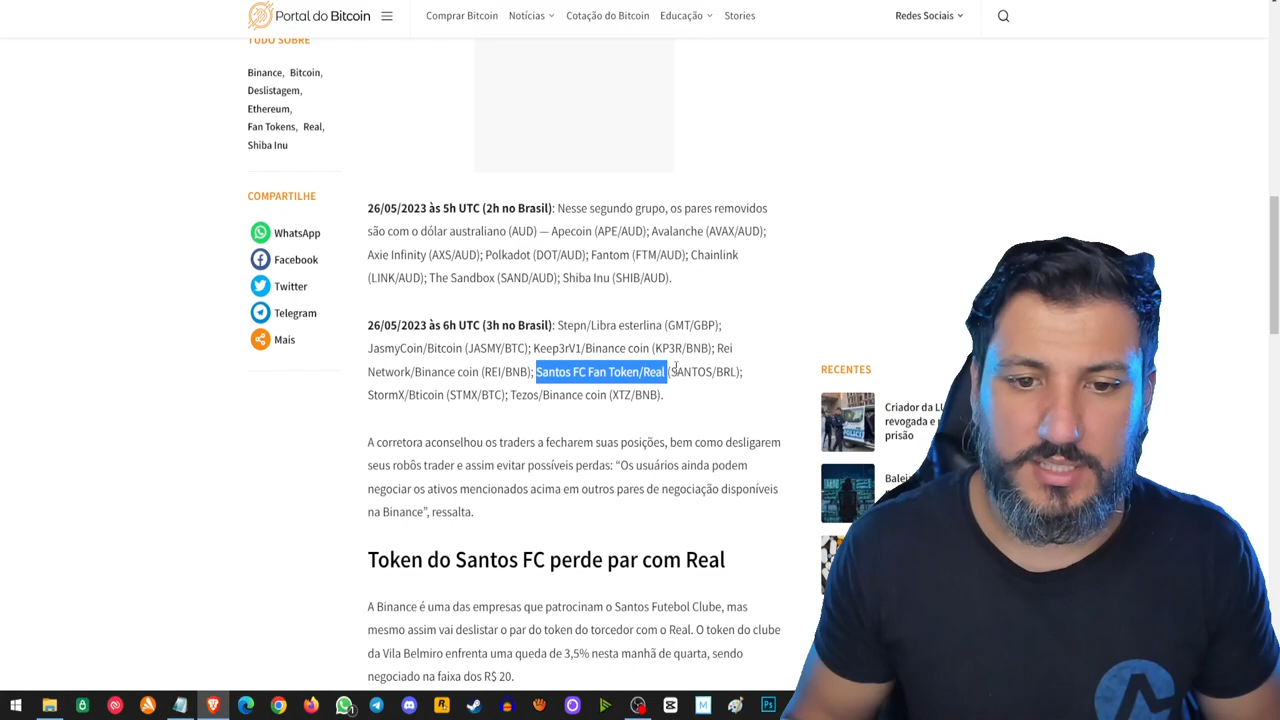 Portal do Bitcoin
Comprar Bitcoin Notícias Cotação do Bitcoin Educação Stories
Redes Sociais
TUDO SOBRE
Binance, Bitcoin,
Deslistagem,
Ethereum,
Fan Tokens, Real,
Shiba Inu
COMPARTILHE
WhatsApp
Facebook
Twitter
Telegram
Mais
26/05/2023 às 5h UTC (2h no Brasil): Nesse segundo grupo, os pares removidos
são com o dólar australiano (AUD) — Apecoin (APE/AUD); Avalanche (AVAX/AUD);
Axie Infinity (AXS/AUD); Polkadot (DOT/AUD); Fantom (FTM/AUD); Chainlink
(LINK/AUD); The Sandbox (SAND/AUD); Shiba Inu (SHIB/AUD).
26/05/2023 às 6h UTC (3h no Brasil): Stepn/Libra esterlina (GMT/GBP);
JasmyCoin/Bitcoin (JASMY/BTC); Keep3rV1/Binance coin (KP3R/BNB); Rei
Network/Binance coin (REI/BNB); Santos FC Fan Token/Real (SANTOS/BRL);
StormX/Bticoin (STMX/BTC); Tezos/Binance coin (XTZ/BNB).
A corretora aconselhou os traders a fecharem suas posições, bem como desligarem
seus robôs trader e assim evitar possíveis perdas: “Os usuários ainda podem
negociar os ativos mencionados acima em outros pares de negociação disponíveis
na Binance”, ressalta.
Token do Santos FC perde par com Real
A Binance é uma das empresas que patrocinam o Santos Futebol Clube, mas
mesmo assim vai deslistar o par do token do torcedor com o Real. O token do clube
da Vila Belmiro enfrenta uma queda de 3,5% nesta manhã de quarta, sendo
negociado na faixa dos R$ 20.
RECENTES
Criador da
revogada e
prisão